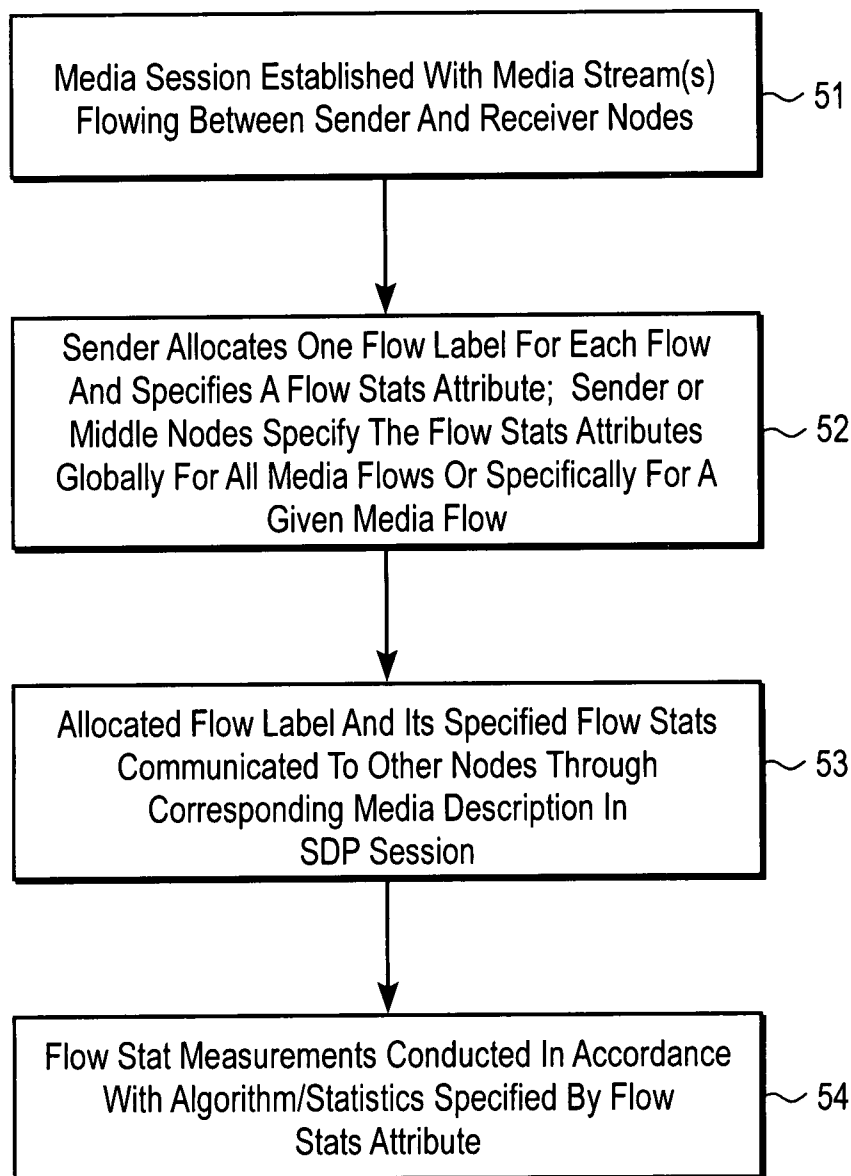 Media Session Established With Media Stream(s)
Flowing Between Sender And Receiver Nodes
51
Sender Allocates One Flow Label For Each Flow
And Specifies A Flow Stats Attribute; Sender or
Middle Nodes Specify The Flow Stats Attributes
Globally For All Media Flows Or Specifically For A
Given Media Flow
52
Allocated Flow Label And Its Specified Flow Stats
Communicated To Other Nodes Through
Corresponding Media Description In
SDP Session
53
Flow Stat Measurements Conducted In Accordance
With Algorithm/Statistics Specified By Flow
Stats Attribute
54